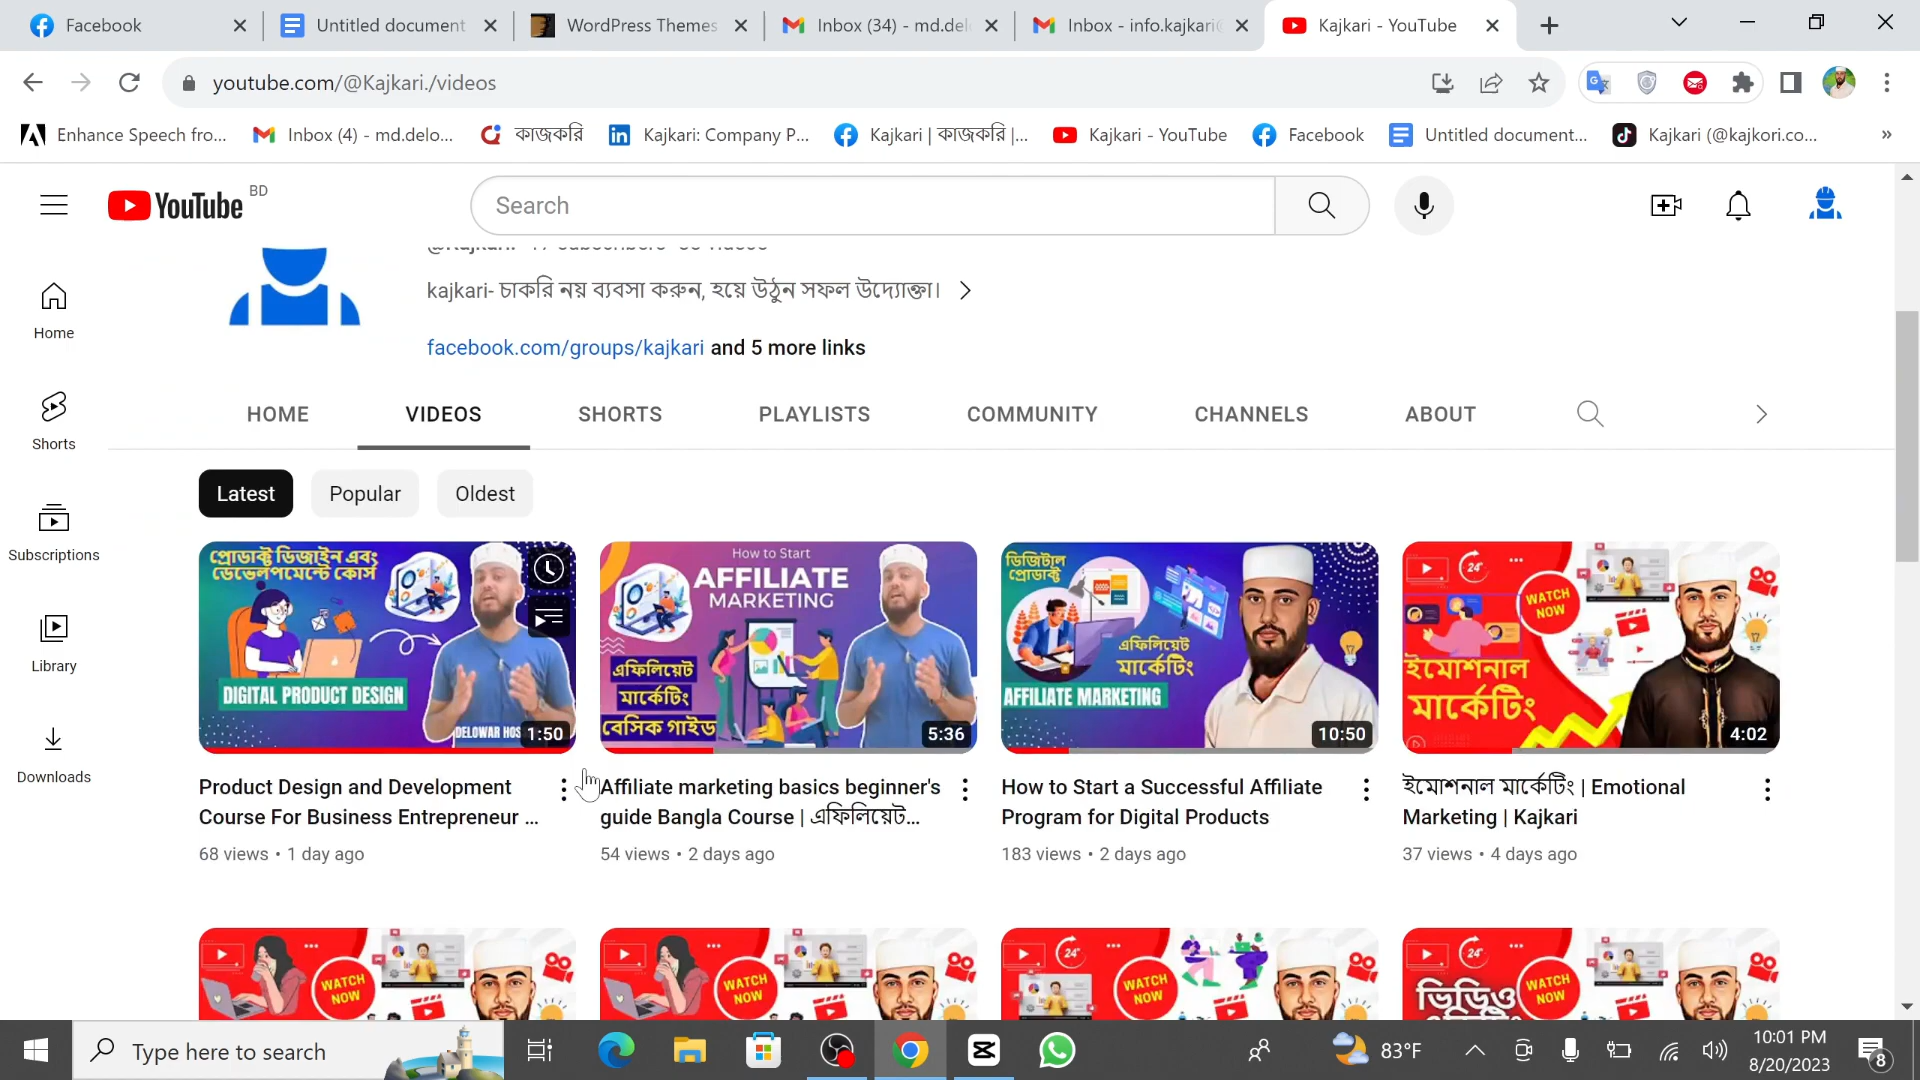 Facebook
Untitled document
WordPress Themes
Inbox (34) - md.del
Inbox - info.kajkari
Kajkari - YouTube
youtube.com/@Kajkari./videos
Enhance Speech fro...
Inbox (4) - md.delo...
কাজকরি
Kajkari: Company P...
Kajkari | কাজকরি |...
Kajkari - YouTube
Facebook
Untitled document...
Kajkari (@kajkori.co...
»
YouTube
BD
Search
kajkari- চাকরি নয় ব্যবসা করুন, হয়ে উঠুন সফল উদ্যোক্তা।
facebook.com/groups/kajkari and 5 more links
Home
Shorts
Subscriptions
Library
Downloads
HOME
VIDEOS
SHORTS
PLAYLISTS
COMMUNITY
CHANNELS
ABOUT
Latest
Popular
Oldest
প্রোডাক্ট ডিজাইন এবং
ডেভেলপমেন্টে কোর্স
DIGITAL PRODUCT DESIGN
DELOWAR HOS
1:50
Product Design and Development
Course For Business Entrepreneur ...
68 views • 1 day ago
How to Start
AFFILIATE
MARKETING
এফিলিয়েট
মার্কেটিং
বেসিক গাইড
5:36
Affiliate marketing basics beginner's
guide Bangla Course | এফিলিয়েট...
54 views • 2 days ago
ডিজিটাল
প্রোডাক্ট
এফিলিয়েট
মার্কেটিং
AFFILIATE MARKETING
10:50
How to Start a Successful Affiliate
Program for Digital Products
183 views • 2 days ago
24
WATCH
NOW
ইমোশনাল
মার্কেটিং
4:02
ইমোশনাল মার্কেটিং | Emotional
Marketing | Kajkari
37 views • 4 days ago
WATCH
NOW
WATCH
NOW
24
WATCH
NOW
24
WATCH
NOW
ভিডিও
Type here to search
83°F
10:01 PM
8/20/2023
8